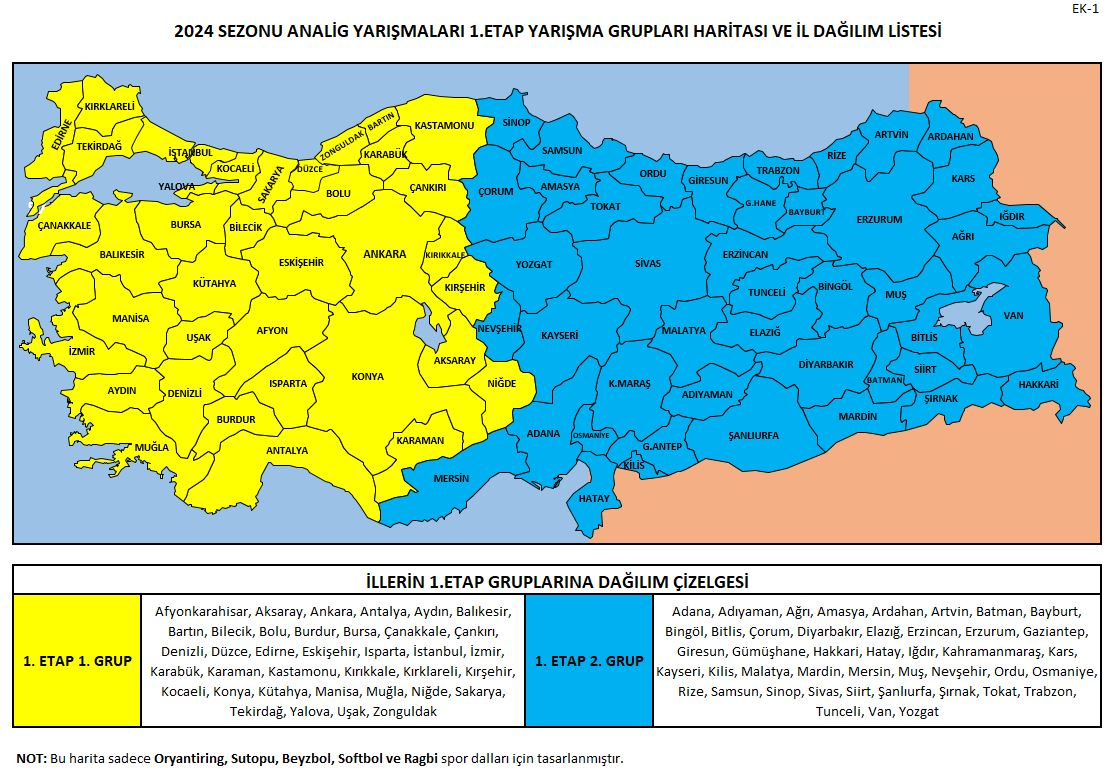 EK-1
2024 SEZONU ANALİG YARIŞMALARI 1.ETAP YARIŞMA GRUPLARI HARİTASI VE İL DAĞILIM LİSTESİ
KIRKLARELİ
EDİRNE
TEKİRDAĞ
İSTANBUL
KOCAELİ
YALOVA
SAKARYA
DÜZCE
ZONGULDAK
BARTIN
KARABÜK
KASTAMONU
SİNOP
SAMSUN
ORDU
GİRESUN
TRABZON
RİZE
ARTVİN
ARDAHAN
KARS
ÇANAKKALE
BURSA
BİLECİK
BOLU
ÇANKIRI
ÇORUM
AMASYA
TOKAT
G.HANE
BAYBURT
ERZURUM
IĞDIR
AĞRI
BALIKESİR
KÜTAHYA
ESKİŞEHİR
ANKARA
KIRIKKALE
KIRŞEHİR
YOZGAT
SİVAS
ERZİNCAN
TUNCELİ
BİNGÖL
MUŞ
VAN
MANİSA
UŞAK
AFYON
İZMİR
AYDIN
DENİZLİ
ISPARTA
KONYA
AKSARAY
NEVŞEHİR
NİĞDE
KAYSERİ
MALATYA
ELAZIĞ
DİYARBAKIR
BİTLİS
SİİRT
BATMAN
ŞIRNAK
HAKKARİ
MUĞLA
BURDUR
ANTALYA
KARAMAN
MERSİN
ADANA
K.MARAŞ
OSMANİYE
ADIYAMAN
G.ANTEP
KİLİS
HATAY
ŞANLIURFA
MARDİN
İLLERİN 1.ETAP GRUPLARINA DAĞILIM ÇİZELGESİ
1. ETAP 1. GRUP
Afyonkarahisar, Aksaray, Ankara, Antalya, Aydın, Balıkesir,
Bartın, Bilecik, Bolu, Burdur, Bursa, Çanakkale, Çankırı,
Denizli, Düzce, Edirne, Eskişehir, Isparta, İstanbul, İzmir,
Karabük, Karaman, Kastamonu, Kırıkkale, Kırklareli, Kırşehir,
Kocaeli, Konya, Kütahya, Manisa, Muğla, Niğde, Sakarya,
Tekirdağ, Yalova, Uşak, Zonguldak
1. ETAP 2. GRUP
Adana, Adıyaman, Ağrı, Amasya, Ardahan, Artvin, Batman, Bayburt,
Bingöl, Bitlis, Çorum, Diyarbakır, Elazığ, Erzincan, Erzurum, Gaziantep,
Giresun, Gümüşhane, Hakkari, Hatay, Iğdır, Kahramanmaraş, Kars,
Kayseri, Kilis, Malatya, Mardin, Mersin, Muş, Nevşehir, Ordu, Osmaniye,
Rize, Samsun, Sinop, Sivas, Siirt, Şanlıurfa, Şırnak, Tokat, Trabzon,
Tunceli, Van, Yozgat
NOT: Bu harita sadece Oryantiring, Sutopu, Beyzbol, Softbol ve Ragbi spor dalları için tasarlanmıştır.